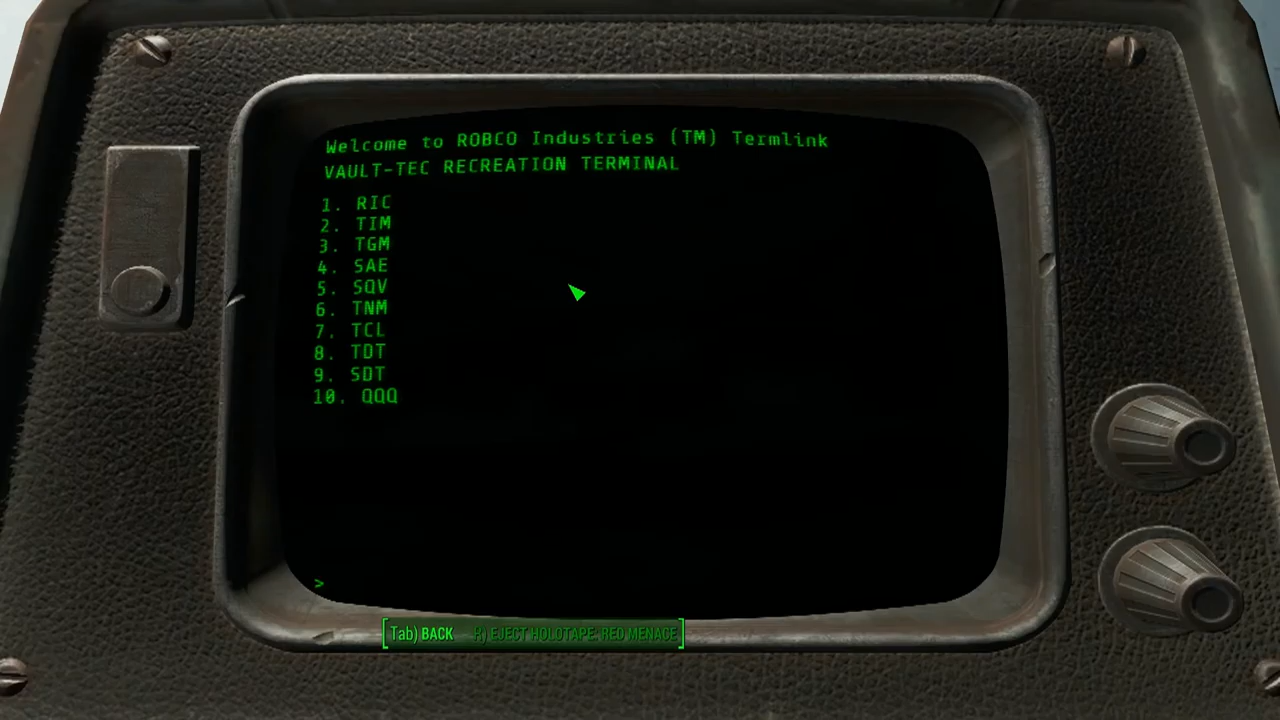 Welcome to ROBCO Industries (TM) Termlink
VAULT-TEC RECREATION TERMINAL
1. RIC
2. TIM
3. TGM
4. SAE
5. SQV
6. TNM
7. TCL
8. TDT
9. SDT
10. QQQ
>
Tab) BACK R) EJECT HOLOTAPE: RED MENACE